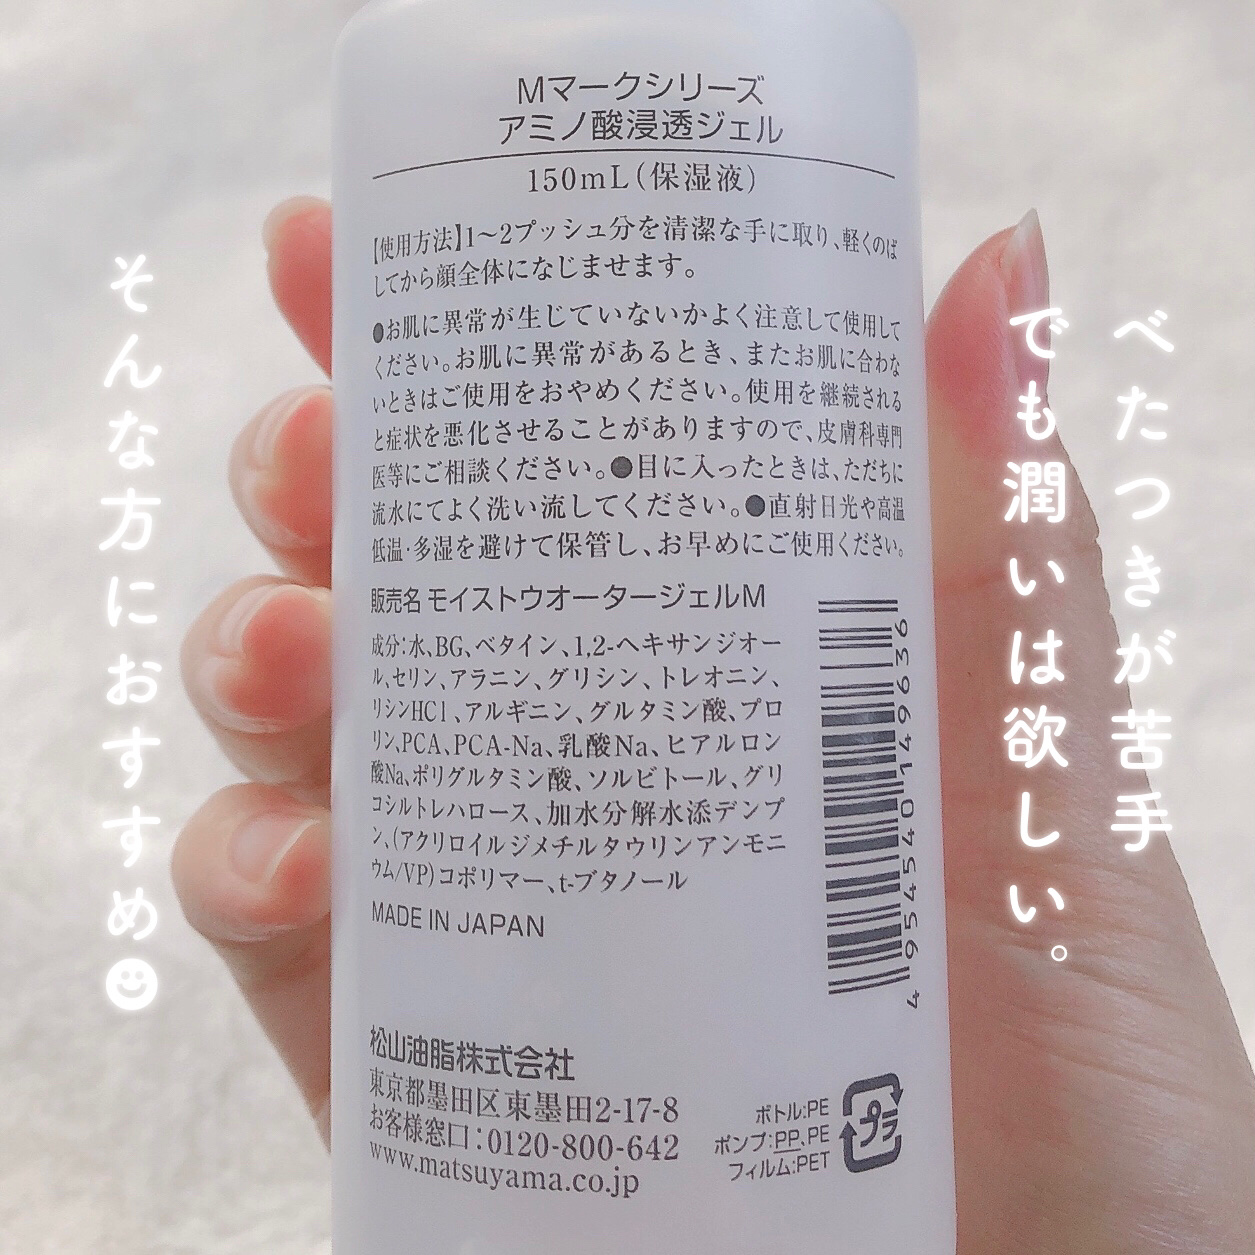 Mマークシリーズ
アミノ酸浸透ジェル
150mL(保湿液)
【使用方法】1〜2プッシュ分を清潔な手に取り、軽くのば
してから顔全体になじませます。
●お肌に異常が生じていないかよく注意して使用して
ください。お肌に異常があるとき、またお肌に合わな
いときはご使用をおやめください。使用を継続される
と症状を悪化させることがありますので、皮膚科専門
医等にご相談ください。●目に入ったときは、ただちに
流水にてよく洗い流してください。●直射日光や高温
低温・多湿を避けて保管し、お早めにご使用ください。
販売名 モイストウオータージェルM
成分:水、BG、ベタイン、1,2-ヘキサンジオー
ル、セリン、アラニン、グリシン、トレオニン、
リシンHCl、アルギニン、グルタミン酸、プロ
リン、PCA、PCA-Na、乳酸Na、ヒアルロン
酸Na、ポリグルタミン酸、ソルビトール、グリ
コシルトレハロース、加水分解水添デンプ
ン、(アクリロイルジメチルタウリンアンモニ
ウム/VP)コポリマー、t-ブタノール
MADE IN JAPAN
4954540149636
松山油脂株式会社
東京都墨田区東墨田2-17-8
お客様窓口:0120-800-642
www.matsuyama.co.jp
ボトル:PE
ポンプ:PP、PE
フィルム:PET
プラ
べたつきが苦手
でも潤いは欲しい。
そんな方におすすめ☻